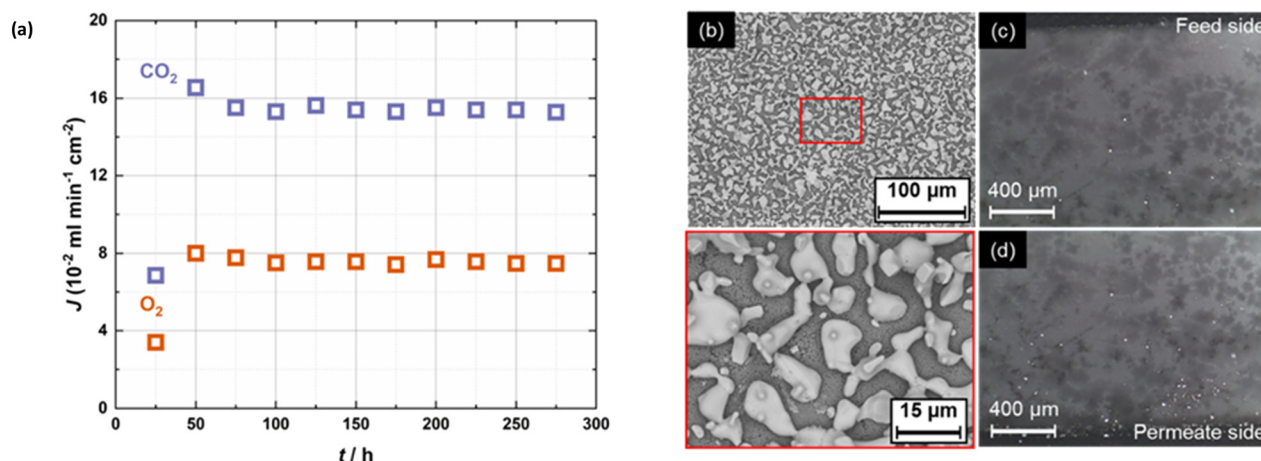 (a)
20
16
12
8
4
0
J (10⁻² ml min⁻¹ cm⁻²)
CO₂
O₂
0 50 100 150 200 250 300
t / h
(b)
100 µm
15 µm
(c)
Feed side
400 µm
(d)
400 µm
Permeate side